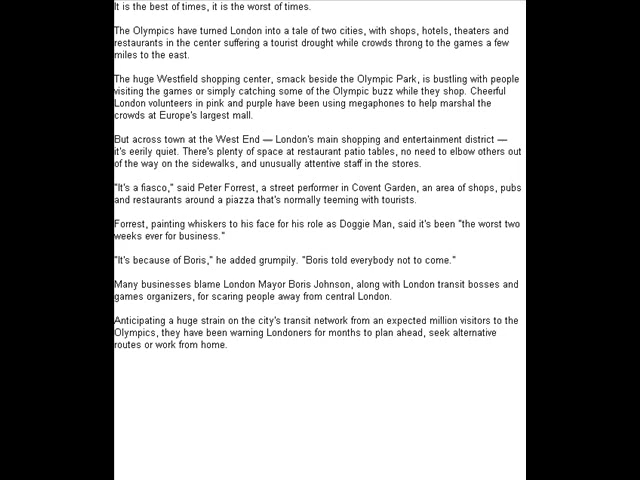 It is the best of times, it is the worst of times.
The Olympics have turned London into a tale of two cities, with shops, hotels, theaters and
restaurants in the center suffering a tourist drought while crowds throng to the games a few
miles to the east.
The huge Westfield shopping center, smack beside the Olympic Park, is bustling with people
visiting the games or simply catching some of the Olympic buzz while they shop. Cheerful
London volunteers in pink and purple have been using megaphones to help marshal the
crowds at Europe's largest mall.
But across town at the West End — London's main shopping and entertainment district —
it's eerily quiet. There's plenty of space at restaurant patio tables, no need to elbow others out
of the way on the sidewalks, and unusually attentive staff in the stores.
"It's a fiasco," said Peter Forrest, a street performer in Covent Garden, an area of shops, pubs
and restaurants around a piazza that's normally teeming with tourists.
Forrest, painting whiskers to his face for his role as Doggie Man, said it's been "the worst two
weeks ever for business."
"It's because of Boris," he added grumpily. "Boris told everybody not to come."
Many businesses blame London Mayor Boris Johnson, along with London transit bosses and
games organizers, for scaring people away from central London.
Anticipating a huge strain on the city's transit network from an expected million visitors to the
Olympics, they have been warning Londoners for months to plan ahead, seek alternative
routes or work from home.